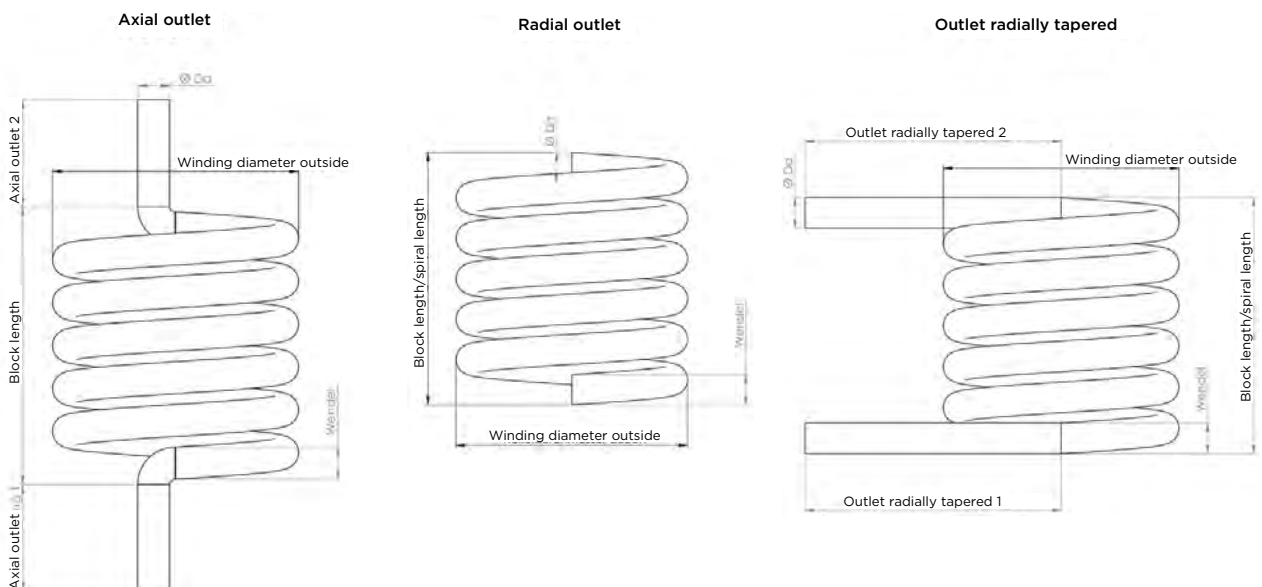 Axial outlet
Radial outlet
Outlet radially tapered
Ø Da
Axial outlet 2
Winding diameter outside
Block length
Wendel
Axial outlet 1
Block length/spiral length
Wendel
Winding diameter outside
Outlet radially tapered 2
Ø Da
Winding diameter outside
Block length/spiral length
Wendel
Outlet radially tapered 1